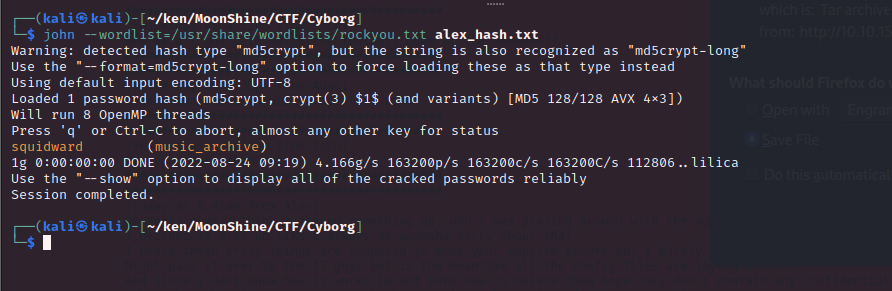 ┌──(kali㉿kali)-[~/ken/MoonShine/CTF/Cyborg]
└─$ john --wordlist=/usr/share/wordlists/rockyou.txt alex_hash.txt
Warning: detected hash type "md5crypt", but the string is also recognized as "md5crypt-long"
Use the "--format=md5crypt-long" option to force loading these as that type instead
Using default input encoding: UTF-8
Loaded 1 password hash (md5crypt, crypt(3) $1$ (and variants) [MD5 128/128 AVX 4×3])
Will run 8 OpenMP threads
Press 'q' or Ctrl-C to abort, almost any other key for status
squidward        (music_archive)
1g 0:00:00:00 DONE (2022-08-24 09:19) 4.166g/s 163200p/s 163200c/s 163200C/s 112806..lilica
Use the "--show" option to display all of the cracked passwords reliably
Session completed.
┌──(kali㉿kali)-[~/ken/MoonShine/CTF/Cyborg]
└─$
which is: Tar archive
from: http://10.10.15
What should Firefox do
Open with Engram
Save File
Do this automatical